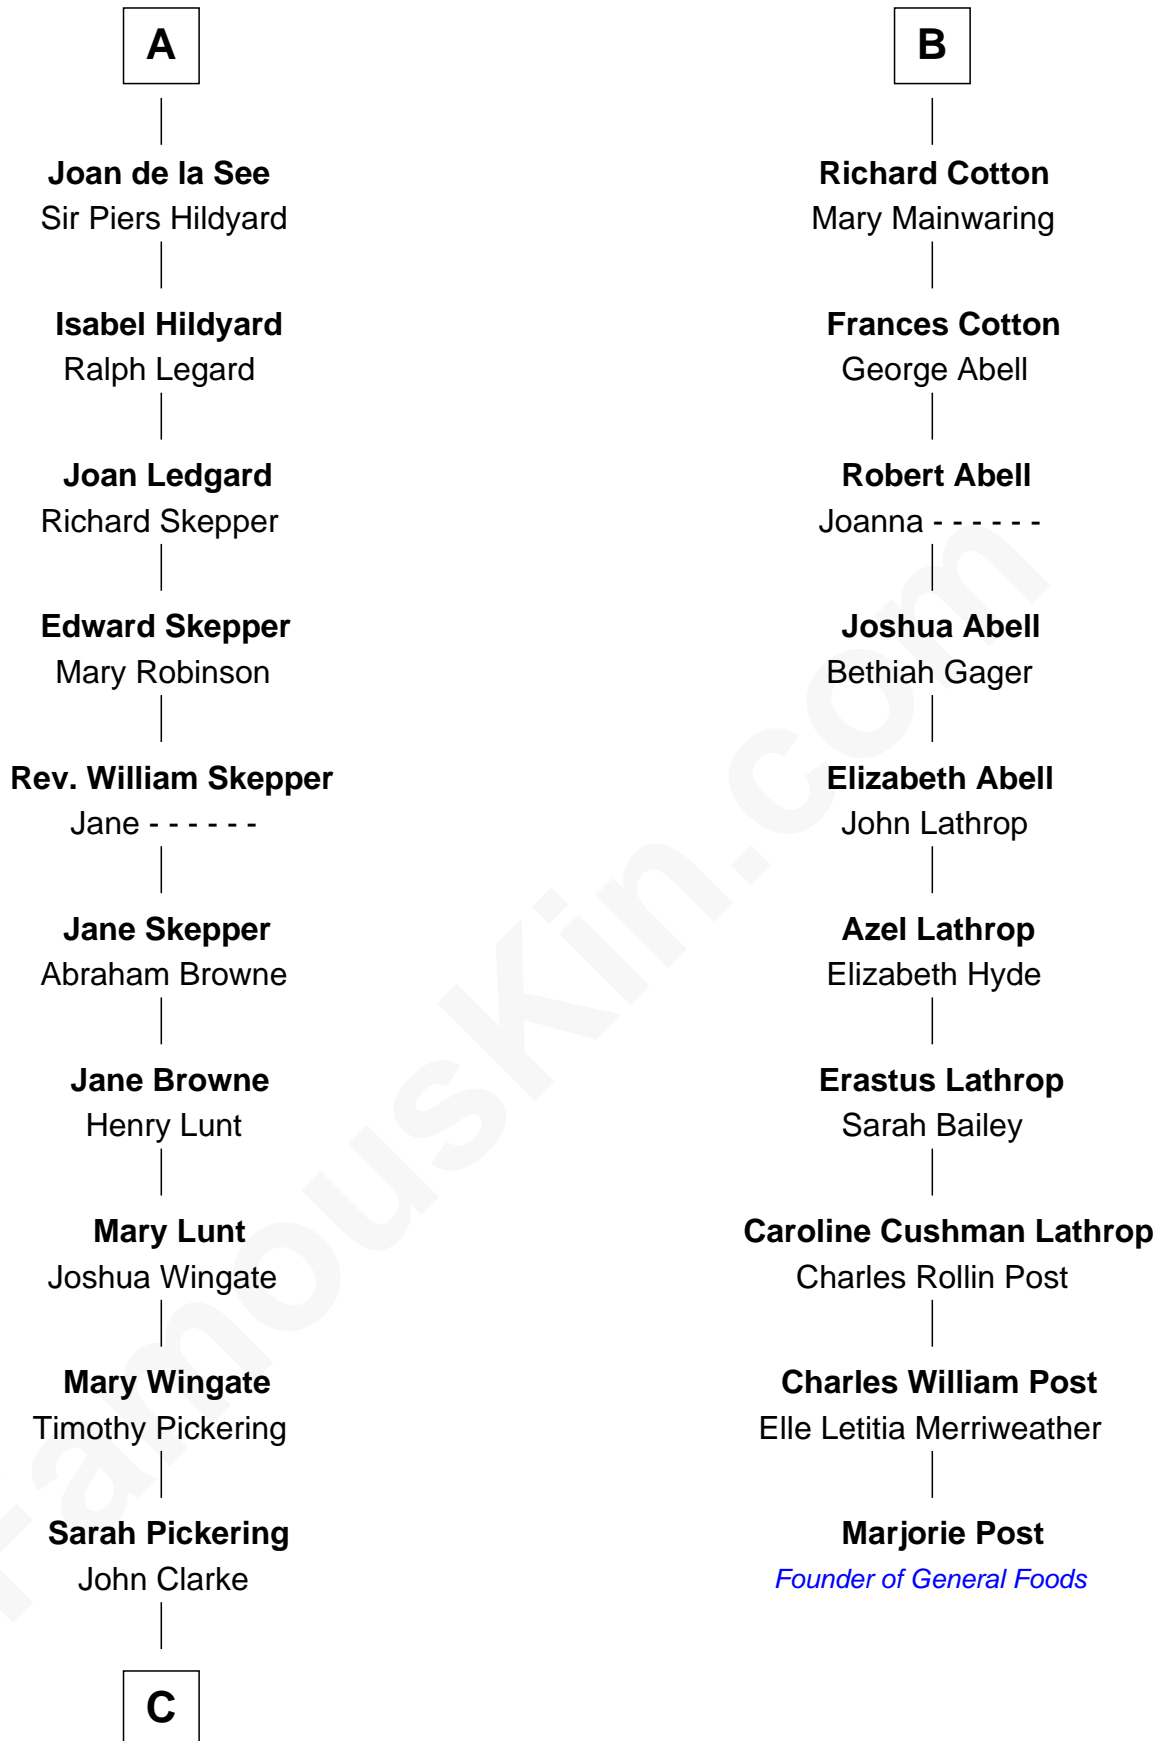 A
Joan de la See
Sir Piers Hildyard
Isabel Hildyard
Ralph Legard
Joan Ledgard
Richard Skepper
Edward Skepper
Mary Robinson
Rev. William Skepper
Jane - - - - - -
Jane Skepper
Abraham Browne
Jane Browne
Henry Lunt
Mary Lunt
Joshua Wingate
Mary Wingate
Timothy Pickering
Sarah Pickering
John Clarke
C
B
Richard Cotton
Mary Mainwaring
Frances Cotton
George Abell
Robert Abell
Joanna - - - - - -
Joshua Abell
Bethiah Gager
Elizabeth Abell
John Lathrop
Azel Lathrop
Elizabeth Hyde
Erastus Lathrop
Sarah Bailey
Caroline Cushman Lathrop
Charles Rollin Post
Charles William Post
Elle Letitia Merriweather
Marjorie Post
Founder of General Foods
FamousKin.com